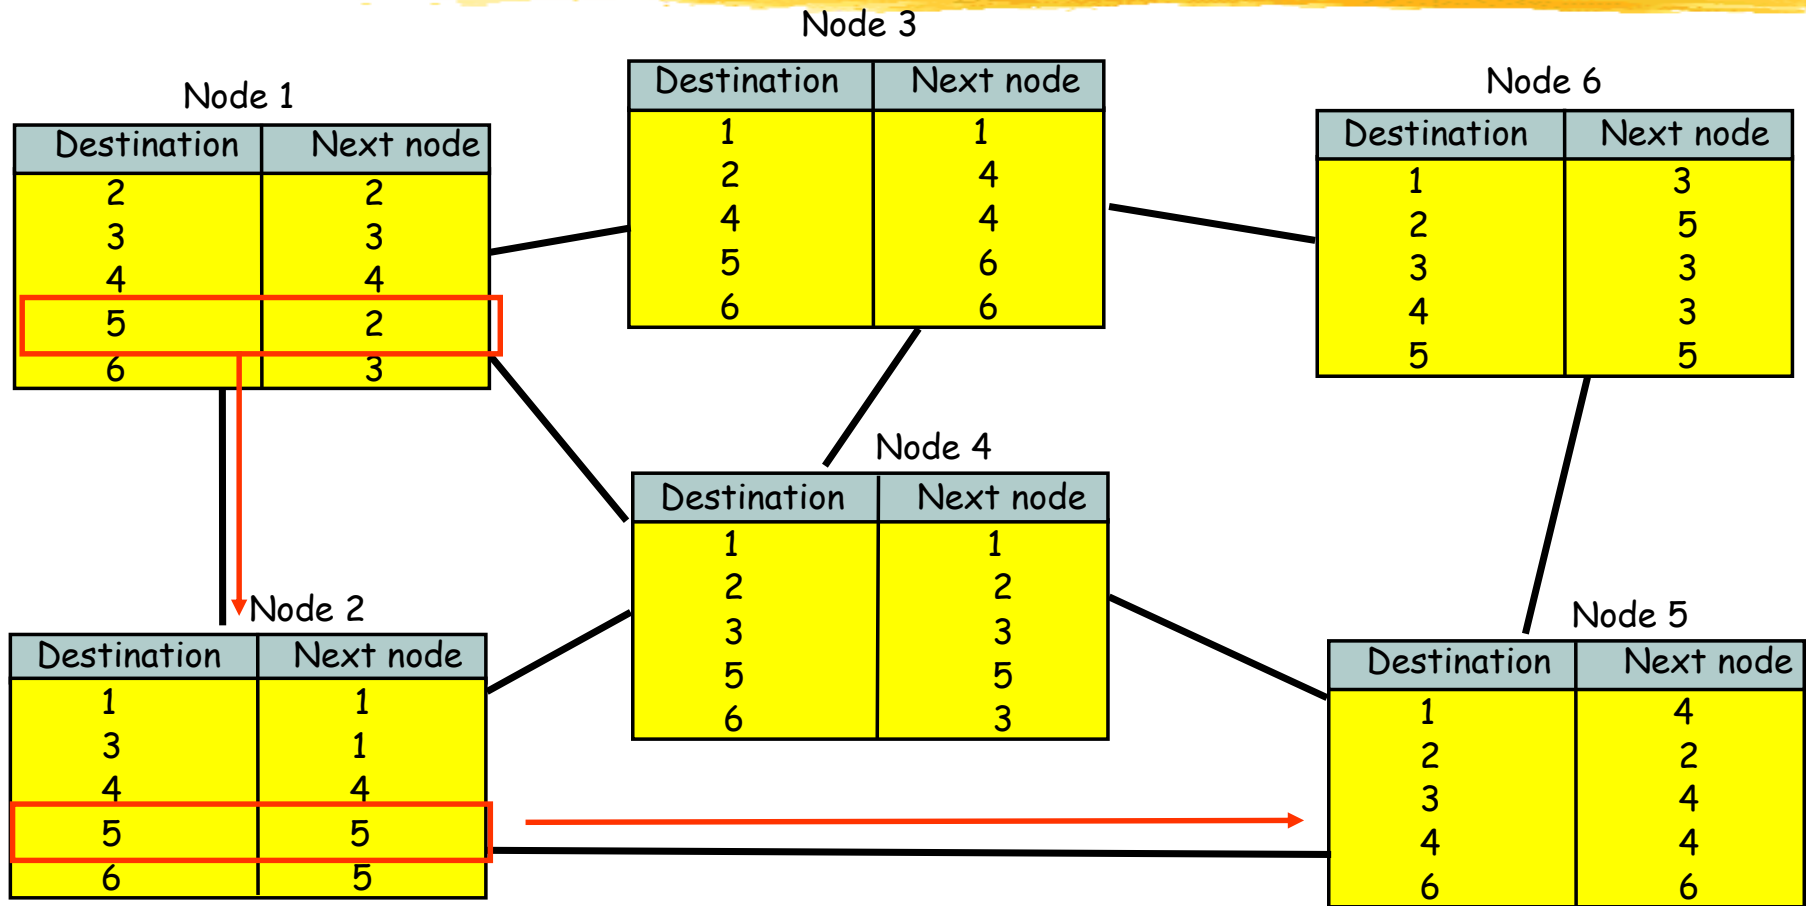 Node 3
Destination Next node
1 1
2 4
4 4
5 6
6 6
Node 1
Destination Next node
2 2
3 3
4 4
5 2
6 3
Node 6
Destination Next node
1 3
2 5
3 3
4 3
5 5
Node 4
Destination Next node
1 1
2 2
3 3
5 5
6 3
Node 2
Destination Next node
1 1
3 1
4 4
5 5
6 5
Node 5
Destination Next node
1 4
2 2
3 4
4 4
6 6